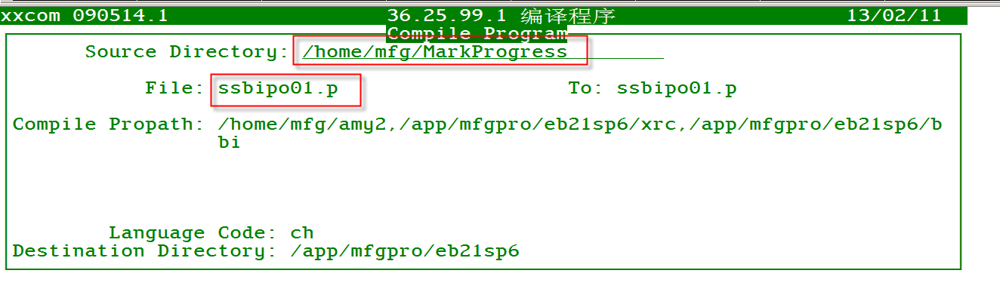 xxcom 090514.1 36.25.99.1 编译程序 13/02/11
Compile Program
Source Directory: /home/mfg/MarkProgress
File: ssbipo01.p To: ssbipo01.p
Compile Propath: /home/mfg/amy2,/app/mfgpro/eb21sp6/xrc,/app/mfgpro/eb21sp6/b
bi
Language Code: ch
Destination Directory: /app/mfgpro/eb21sp6